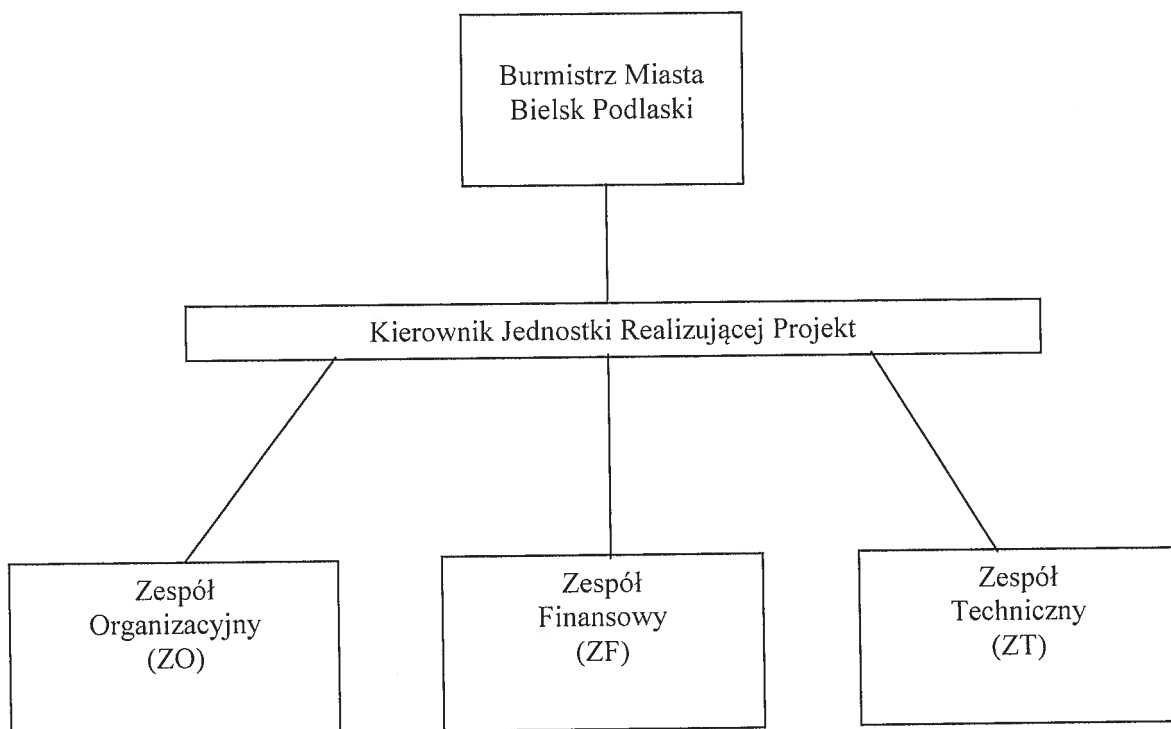 Burmistrz Miasta
Bielsk Podlaski
Kierownik Jednostki Realizującej Projekt
Zespół
Organizacyjny
(ZO)
Zespół
Finansowy
(ZF)
Zespół
Techniczny
(ZT)